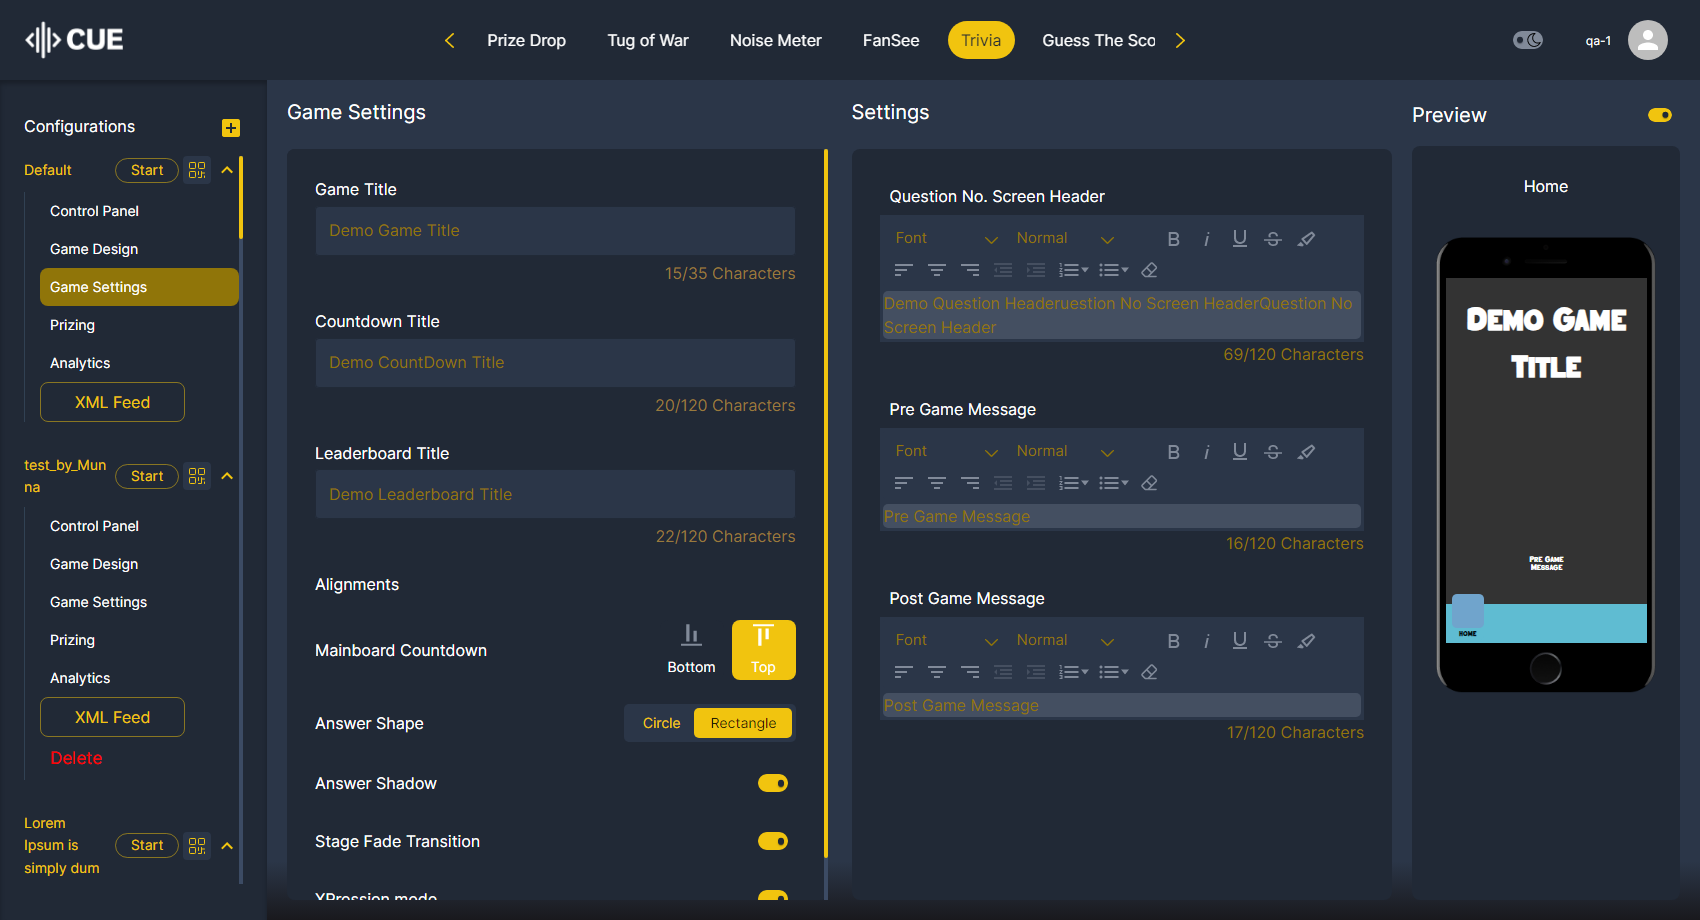 CUE
Prize Drop
Tug of War
Noise Meter
FanSee
Trivia
Guess The Sco
qa-1
Configurations
Default
Start
Control Panel
Game Design
Game Settings
Prizing
Analytics
XML Feed
test_by_Mun
na
Start
Control Panel
Game Design
Game Settings
Prizing
Analytics
XML Feed
Delete
Lorem
Ipsum is
simply dum
Start
Game Settings
Game Title
Demo Game Title
15/35 Characters
Countdown Title
Demo CountDown Title
20/120 Characters
Leaderboard Title
Demo Leaderboard Title
22/120 Characters
Alignments
Mainboard Countdown
Bottom
Top
Answer Shape
Circle
Rectangle
Answer Shadow
Stage Fade Transition
XPression mode
Settings
Question No. Screen Header
Font
Normal
Demo Question Headeruestion No Screen HeaderQuestion No
Screen Header
69/120 Characters
Pre Game Message
Font
Normal
Pre Game Message
16/120 Characters
Post Game Message
Font
Normal
Post Game Message
17/120 Characters
Preview
Home
Demo Game
Title
Pre Game
Message
HOME